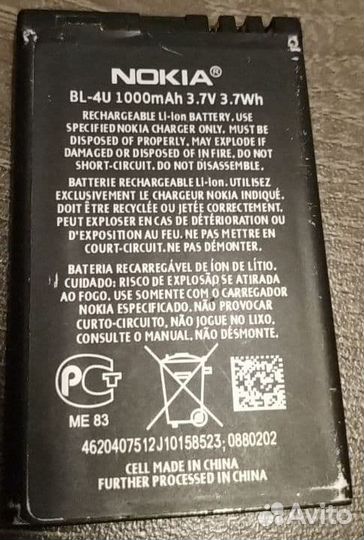 NOKIA®
BL-4U 1000mAh 3.7V 3.7Wh
RECHARGEABLE Li-ion BATTERY. USE
SPECIFIED NOKIA CHARGER ONLY. MUST
BE RECYCLED OR DISPOSED OF
PROPERLY. MAY EXPLODE IF
DAMAGED OR DISPOSED OF IN FIRE. DO NOT
SHORT-CIRCUIT. DO NOT DISASSEMBLE.
BATTERIE RECHARGEABLE Li-ion. UTILISEZ
EXCLUSIVEMENT LE CHARGEUR NOKIA INDIQUÉ.
DOIT ÊTRE RECYCLÉE OU JETÉE CORRECTEMENT.
PEUT EXPLOSER EN CAS DE DÉTÉRIORATION OU
D'EXPOSITION AU FEU. NE PAS METTRE EN
COURT-CIRCUIT. NE PAS DÉMONTER.
BATERIA RECARREGÁVEL DE ÍON DE LÍTIO.
CUIDADO: RISCO DE EXPLOSÃO SE ATIRADA
AO FOGO. USE SOMENTE COM O CARREGADOR
NOKIA ESPECIFICADO. NÃO PROVOCAR
CURTO-CIRCUITO, NÃO JOGUE NO LIXO.
CONSULTE O MANUAL. NÃO DESMONTE.
РСТ
ME 83
4620407512J10158523; 0880202
CELL MADE IN CHINA
FURTHER PROCESSED IN CHINA
Avito